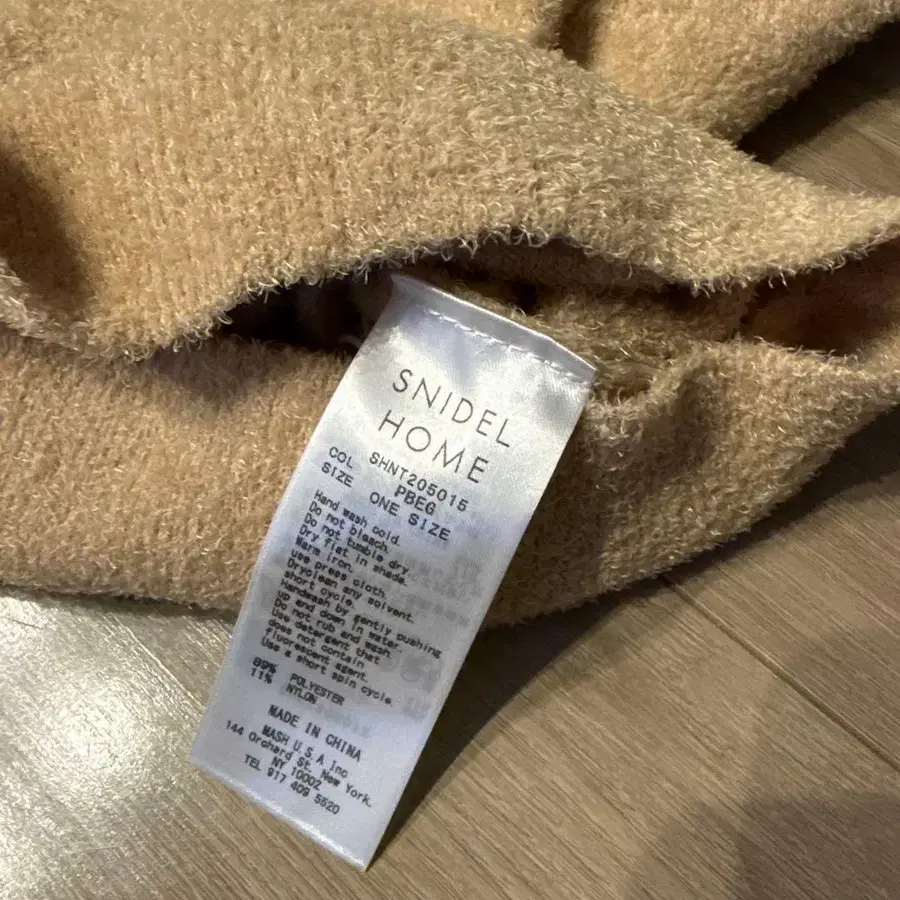 SNIDEL
HOME
SHNT205015
COL PBEG
SIZE ONE SIZE
Hand wash cold.
Do not bleach.
Do not tumble dry.
Dry flat in shade.
Warm iron.
use press cloth.
Dryclean any solvent.
short cycle.
Handwash by gently pushing
up and down in water.
Do not rub and wash.
Use detergent that
does not contain
fluorescent agent.
Use a short spin cycle.
89% POLYESTER
11% NYLON
MADE IN CHINA
MASH U.S.A Inc
144 Orchard St. New York.
NY 10002
TEL 917 409 5520